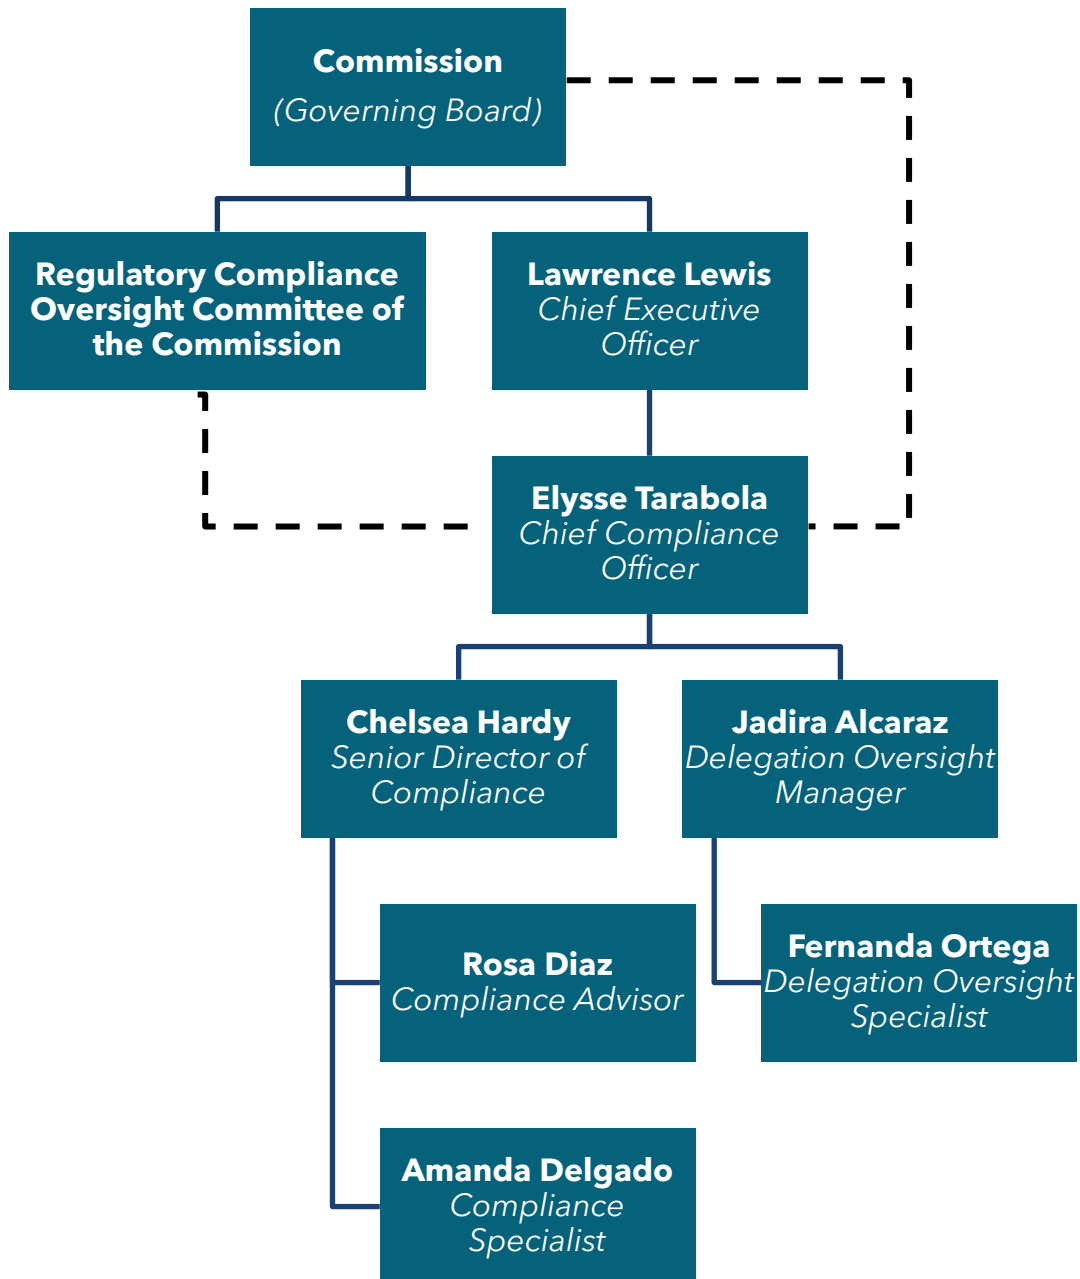 Commission
(Governing Board)
Regulatory Compliance
Oversight Committee of
the Commission
Lawrence Lewis
Chief Executive
Officer
Elysse Tarabola
Chief Compliance
Officer
Chelsea Hardy
Senior Director of
Compliance
Jadira Alcaraz
Delegation Oversight
Manager
Rosa Diaz
Compliance Advisor
Fernanda Ortega
Delegation Oversight
Specialist
Amanda Delgado
Compliance
Specialist